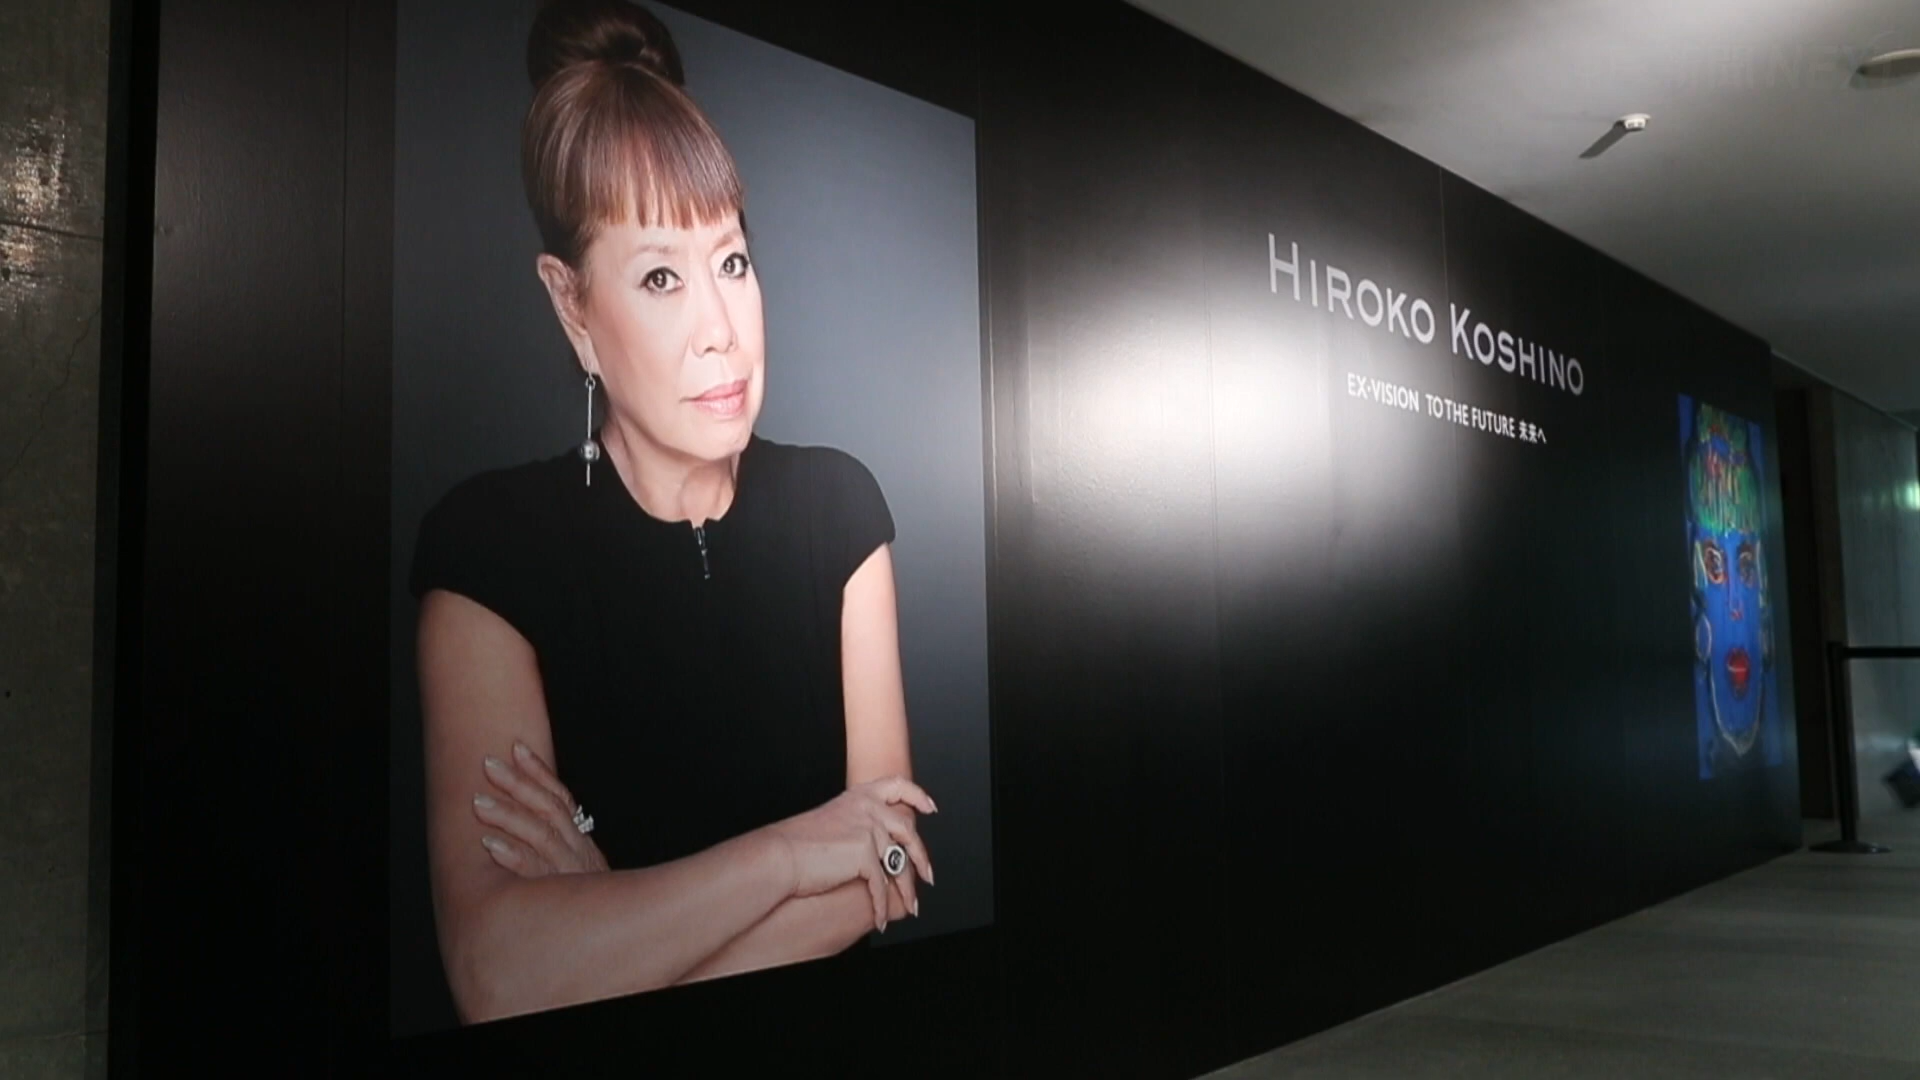 HIROKO KOSHINO
EX·VISION TO THE FUTURE 未来へ